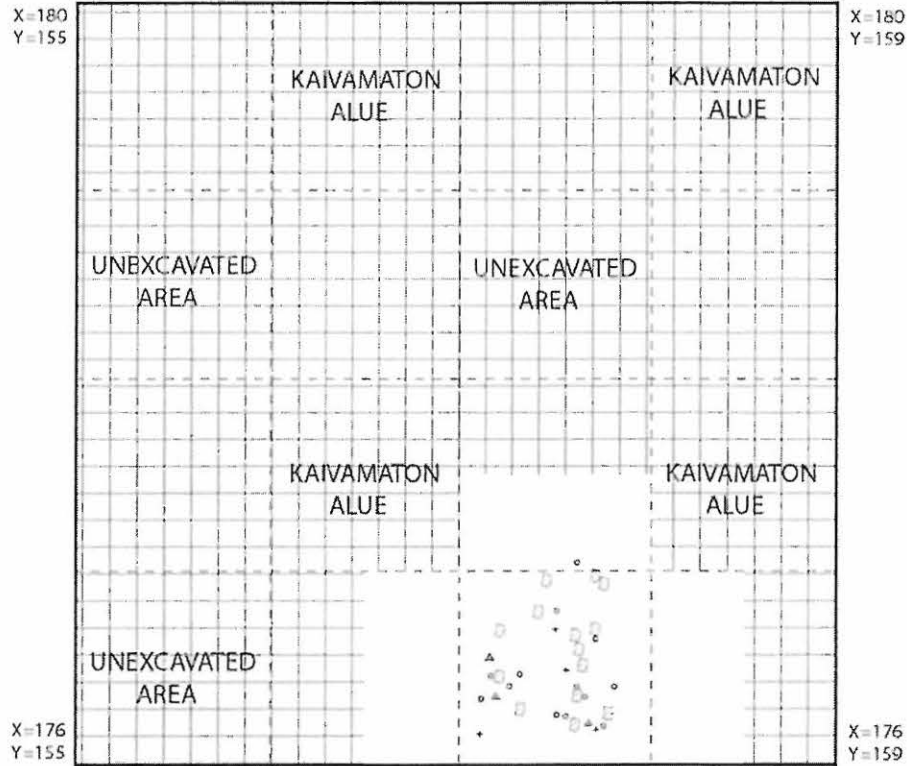 X=180
Y=155
X=180
Y=159
KAIVAMATON
ALUE
KAIVAMATON
ALUE
UNEXCAVATED
AREA
UNEXCAVATED
AREA
KAIVAMATON
ALUE
KAIVAMATON
ALUE
UNEXCAVATED
AREA
X=176
Y=155
X=176
Y=159